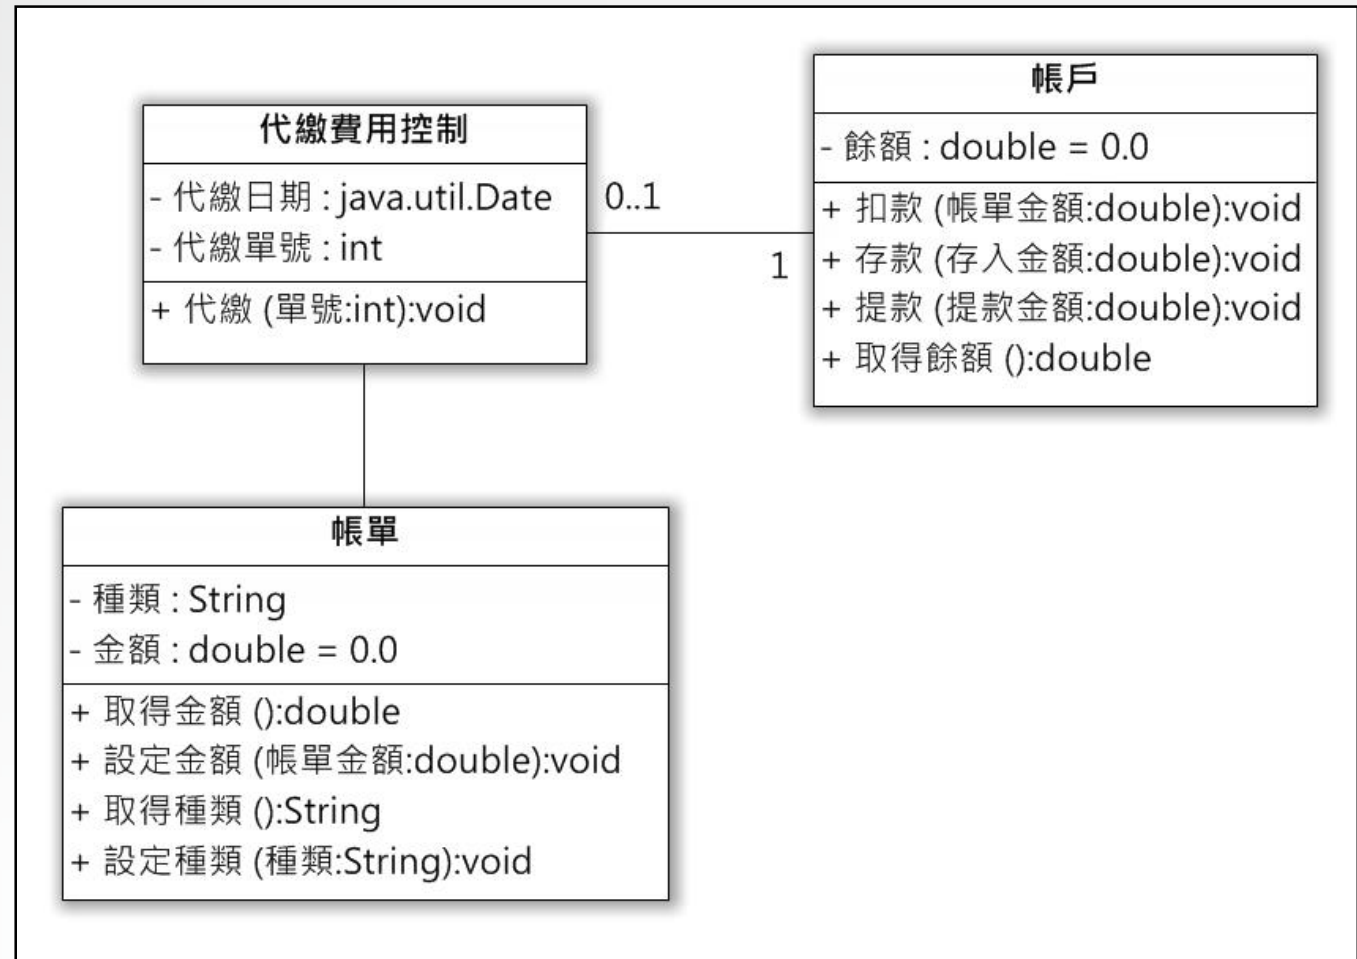 代繳費用控制
- 代繳日期 : java.util.Date
- 代繳單號 : int
+ 代繳 (單號:int):void
0..1
1
帳戶
- 餘額 : double = 0.0
+ 扣款 (帳單金額:double):void
+ 存款 (存入金額:double):void
+ 提款 (提款金額:double):void
+ 取得餘額 ():double
帳單
- 種類 : String
- 金額 : double = 0.0
+ 取得金額 ():double
+ 設定金額 (帳單金額:double):void
+ 取得種類 ():String
+ 設定種類 (種類:String):void